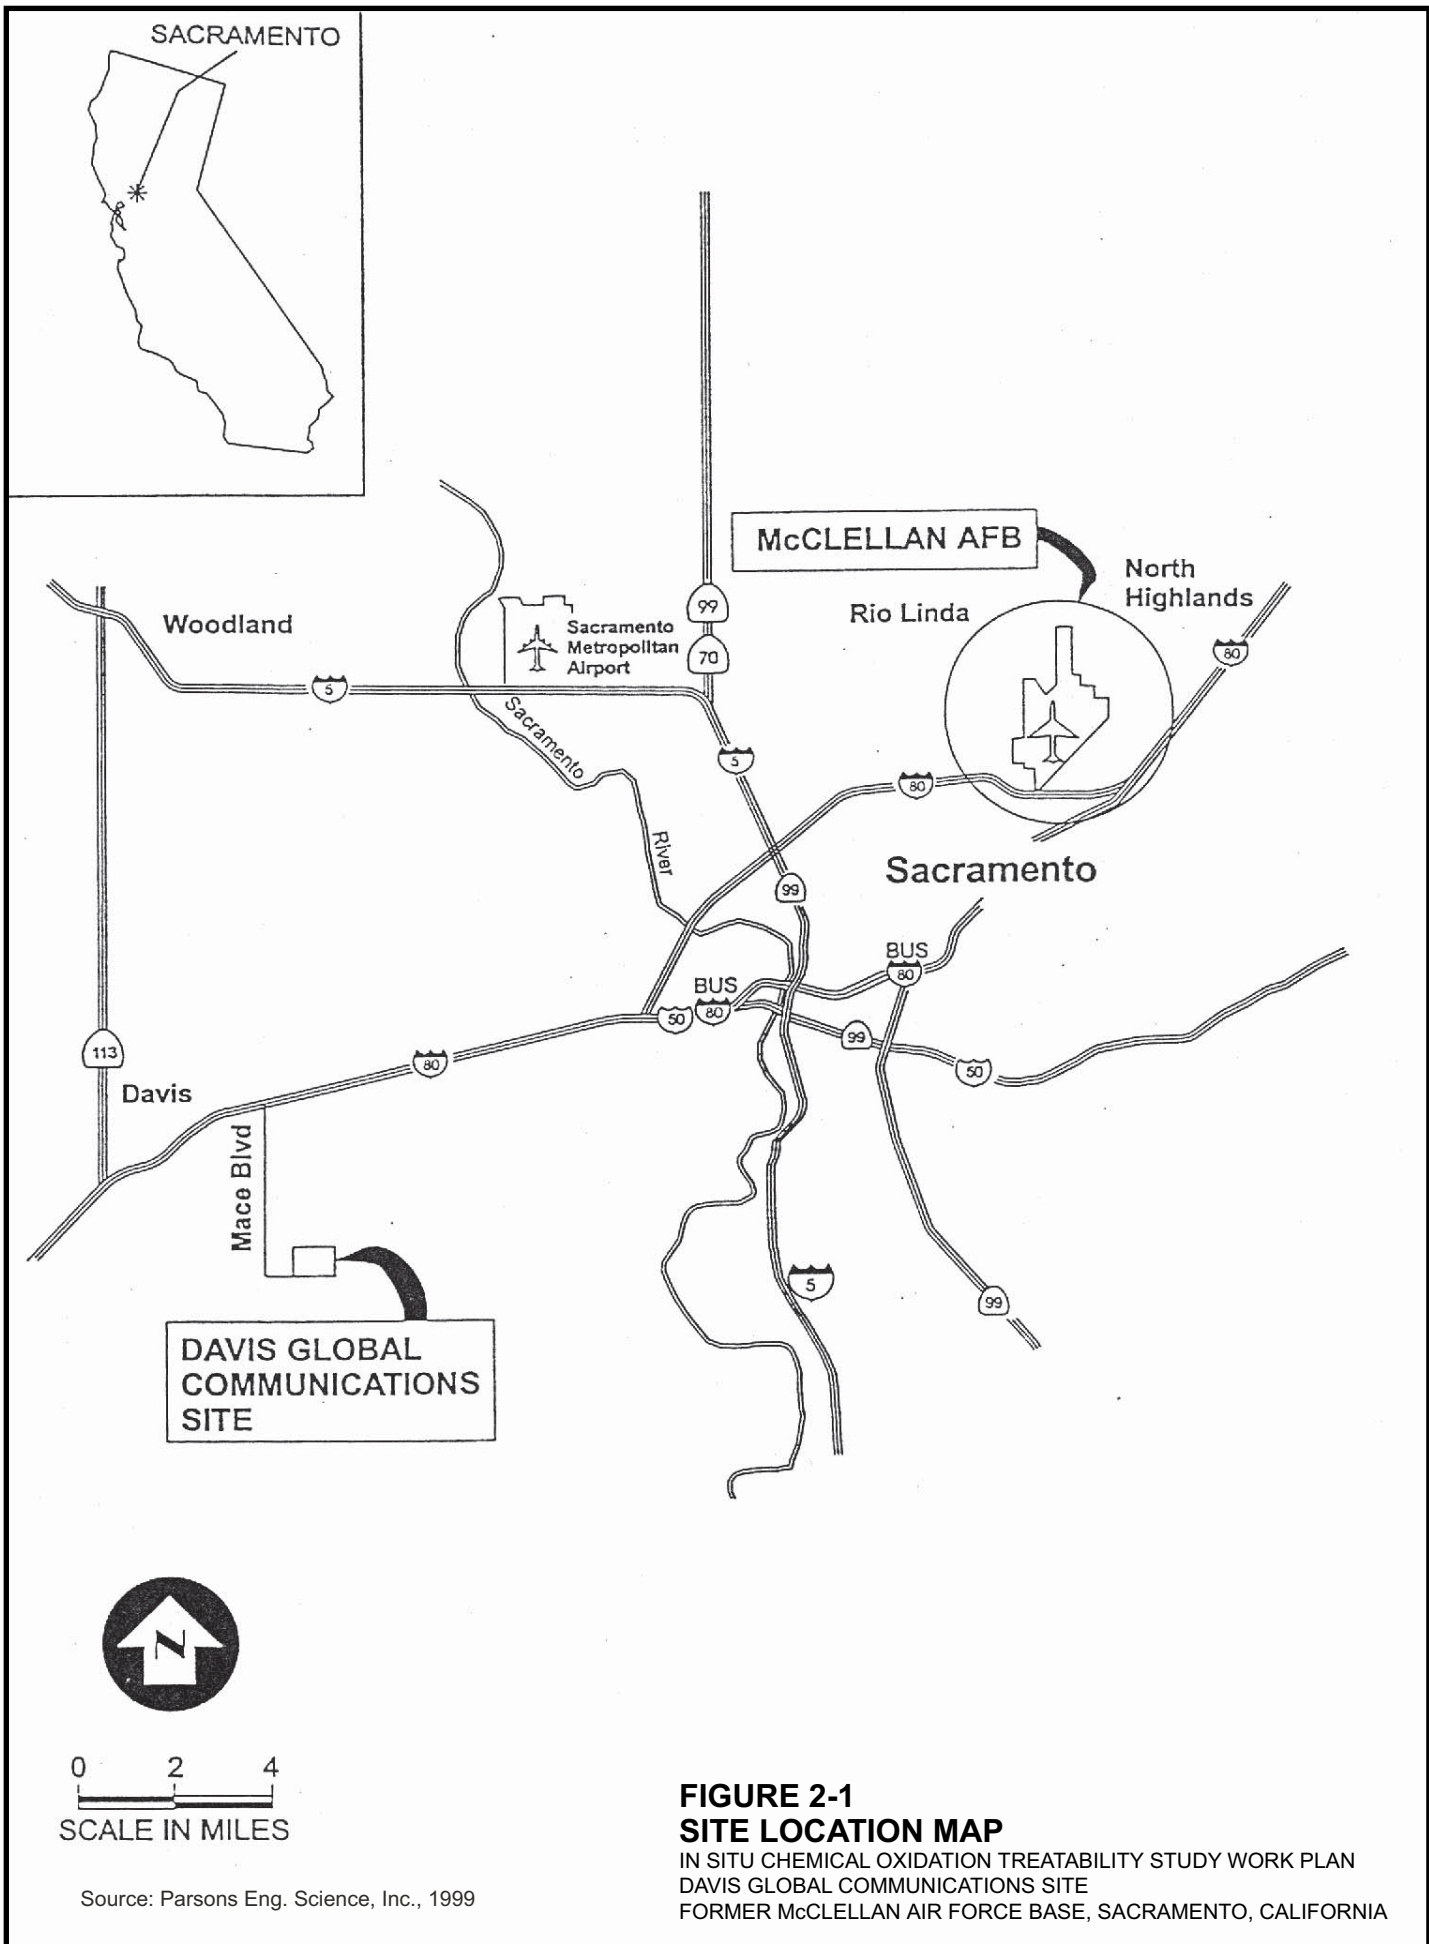 SACRAMENTO
McCLELLAN AFB
North
Highlands
Rio Linda
99
70
80
Woodland
Sacramento
Metropolitan
Airport
5
Sacramento
River
5
80
99
Sacramento
BUS
80
BUS
80
50
99
50
113
80
Davis
Mace Blvd
5
99
DAVIS GLOBAL
COMMUNICATIONS
SITE
N
0 2 4
SCALE IN MILES
Source: Parsons Eng. Science, Inc., 1999
FIGURE 2-1
SITE LOCATION MAP
IN SITU CHEMICAL OXIDATION TREATABILITY STUDY WORK PLAN
DAVIS GLOBAL COMMUNICATIONS SITE
FORMER McCLELLAN AIR FORCE BASE, SACRAMENTO, CALIFORNIA